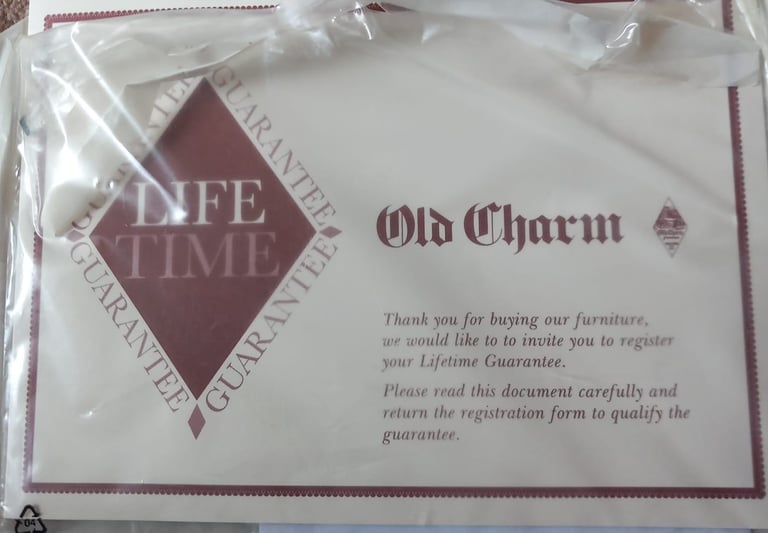 GUARANTEE
GUARANTEE
LIFE
TIME
GUARANTEE
GUARANTEE
Old Charm
Thank you for buying our furniture,
we would like to to invite you to register
your Lifetime Guarantee.
Please read this document carefully and
return the registration form to qualify the
guarantee.
04